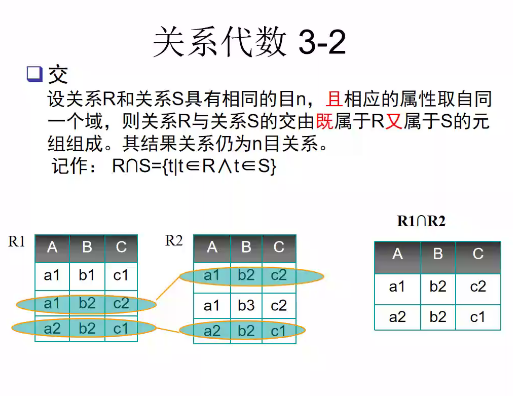 关系代数 3-2
交
设关系R和关系S具有相同的目n，且相应的属性取自同
一个域，则关系R与关系S的交由既属于R又属于S的元
组组成。其结果关系仍为n目关系。
记作： R∩S={t|t∈R∧t∈S}
R1
A B C
a1 b1 c1
a1 b2 c2
a2 b2 c1
R2
A B C
a1 b2 c2
a1 b3 c2
a2 b2 c1
R1∩R2
A B C
a1 b2 c2
a2 b2 c1